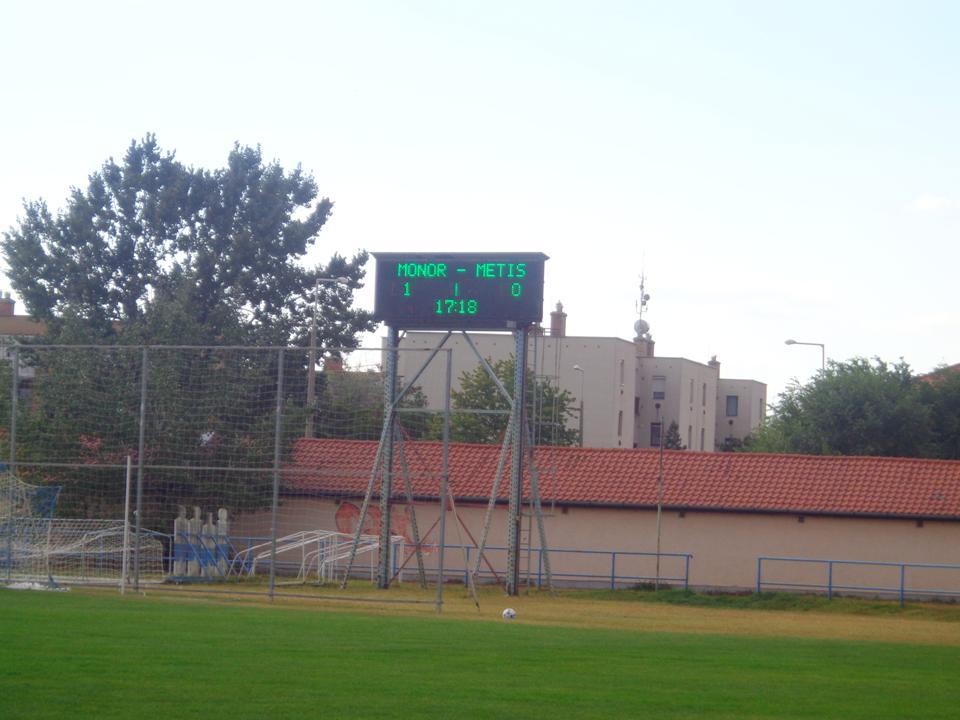 MONOR - METIS
1 | 0
17:18